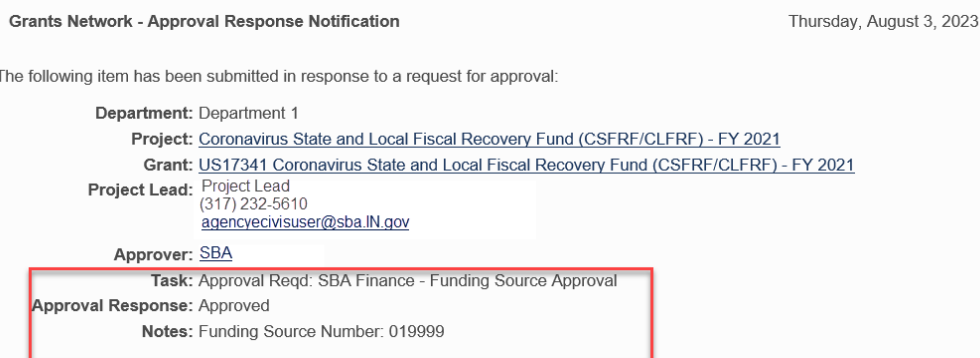 Grants Network - Approval Response Notification Thursday, August 3, 2023
The following item has been submitted in response to a request for approval:
Department: Department 1
Project: Coronavirus State and Local Fiscal Recovery Fund (CSFRF/CLFRF) - FY 2021
Grant: US17341 Coronavirus State and Local Fiscal Recovery Fund (CSFRF/CLFRF) - FY 2021
Project Lead: Project Lead
(317) 232-5610
agencyecivisuser@sba.IN.gov
Approver: SBA
Task: Approval Reqd: SBA Finance - Funding Source Approval
Approval Response: Approved
Notes: Funding Source Number: 019999